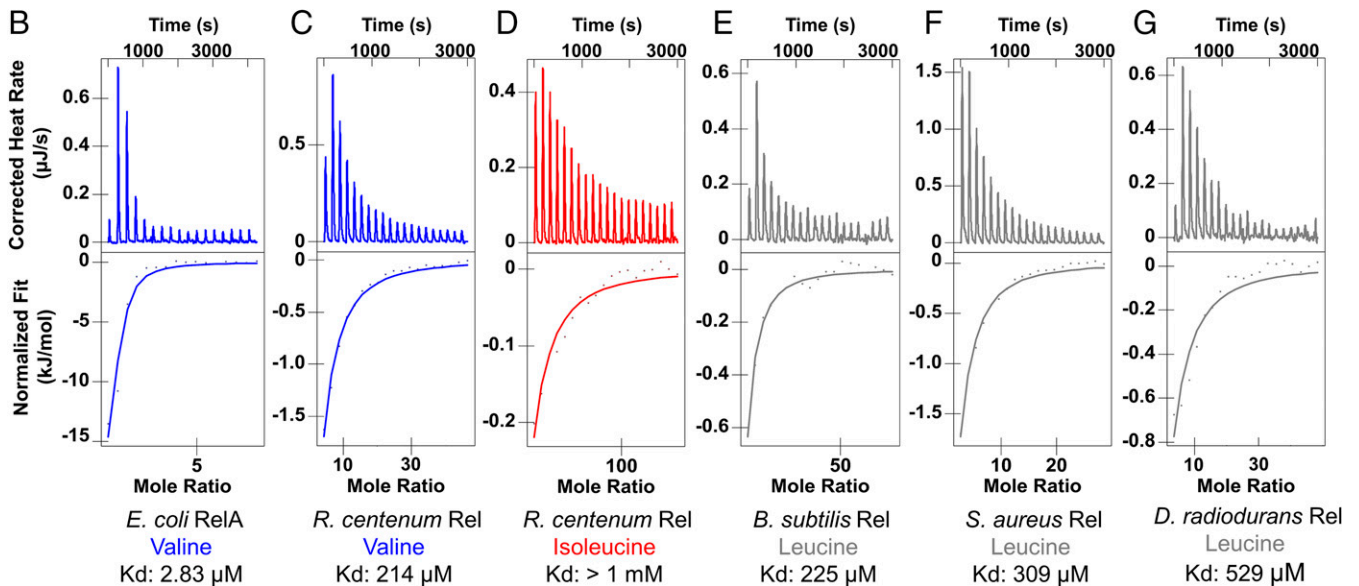 B
Time (s)
1000 3000
0.6
0.4
0.2
0
Corrected Heat Rate
(µJ/s)
0
-5
-10
-15
Normalized Fit
(kJ/mol)
5
Mole Ratio
E. coli RelA
Valine
Kd: 2.83 µM
C
Time (s)
1000 3000
0.5
0
0
-0.5
-1.0
-1.5
10 30
Mole Ratio
R. centenum Rel
Valine
Kd: 214 µM
D
Time (s)
1000 3000
0.4
0.2
0
0
-0.1
-0.2
100
Mole Ratio
R. centenum Rel
Isoleucine
Kd: > 1 mM
E
Time (s)
1000 3000
0.6
0.4
0.2
0
0
-0.2
-0.4
-0.6
50
Mole Ratio
B. subtilis Rel
Leucine
Kd: 225 µM
F
Time (s)
1000 3000
1.5
1.0
0.5
0
0
-0.5
-1.0
-1.5
10 20
Mole Ratio
S. aureus Rel
Leucine
Kd: 309 µM
G
Time (s)
1000 3000
0.6
0.4
0.2
0
0
-0.2
-0.4
-0.6
-0.8
10 30
Mole Ratio
D. radiodurans Rel
Leucine
Kd: 529 µM